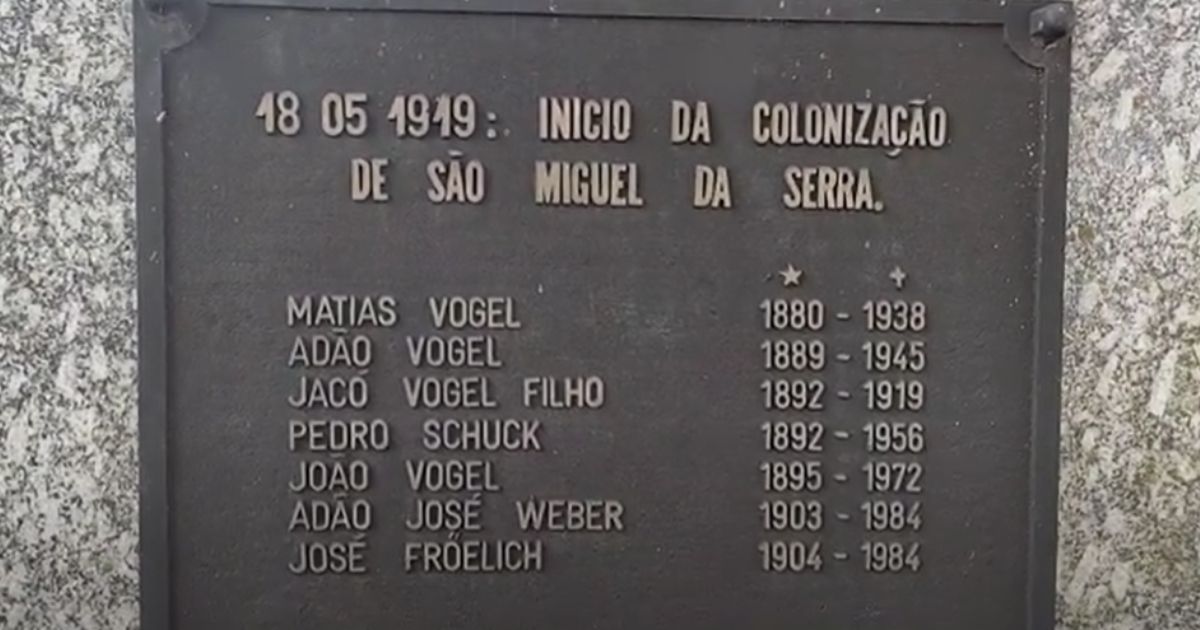 18 05 1919: INICIO DA COLONIZAÇÃO
DE SÃO MIGUEL DA SERRA.
★ ✝
MATIAS VOGEL 1880 - 1938
ADÃO VOGEL 1889 - 1945
JACÓ VOGEL FILHO 1892 - 1919
PEDRO SCHUCK 1892 - 1956
JOÃO VOGEL 1895 - 1972
ADÃO JOSÉ WEBER 1903 - 1984
JOSÉ FRÖELICH 1904 - 1984